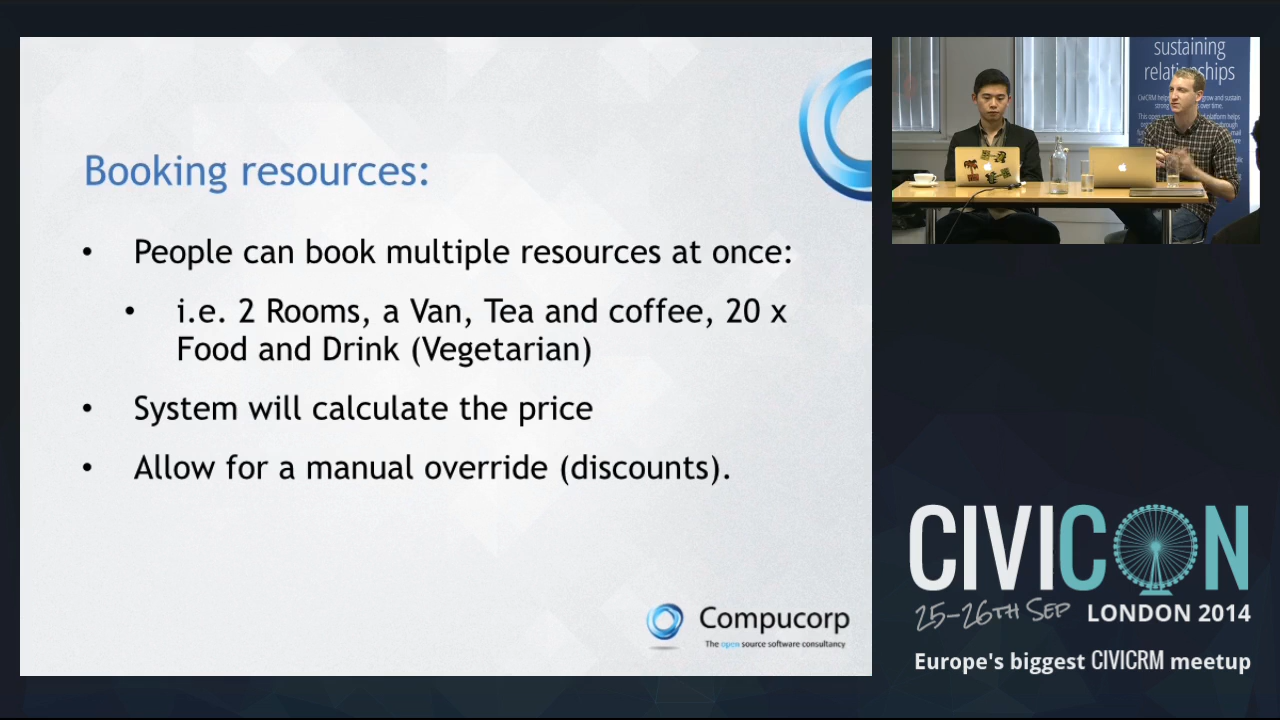 Booking resources:
• People can book multiple resources at once:
• i.e. 2 Rooms, a Van, Tea and coffee, 20 x
Food and Drink (Vegetarian)
• System will calculate the price
• Allow for a manual override (discounts).
Compucorp
The open source software consultancy
sustaining
relationships
CIVICON
25-26TH SEP LONDON 2014
Europe's biggest CIVICRM meetup